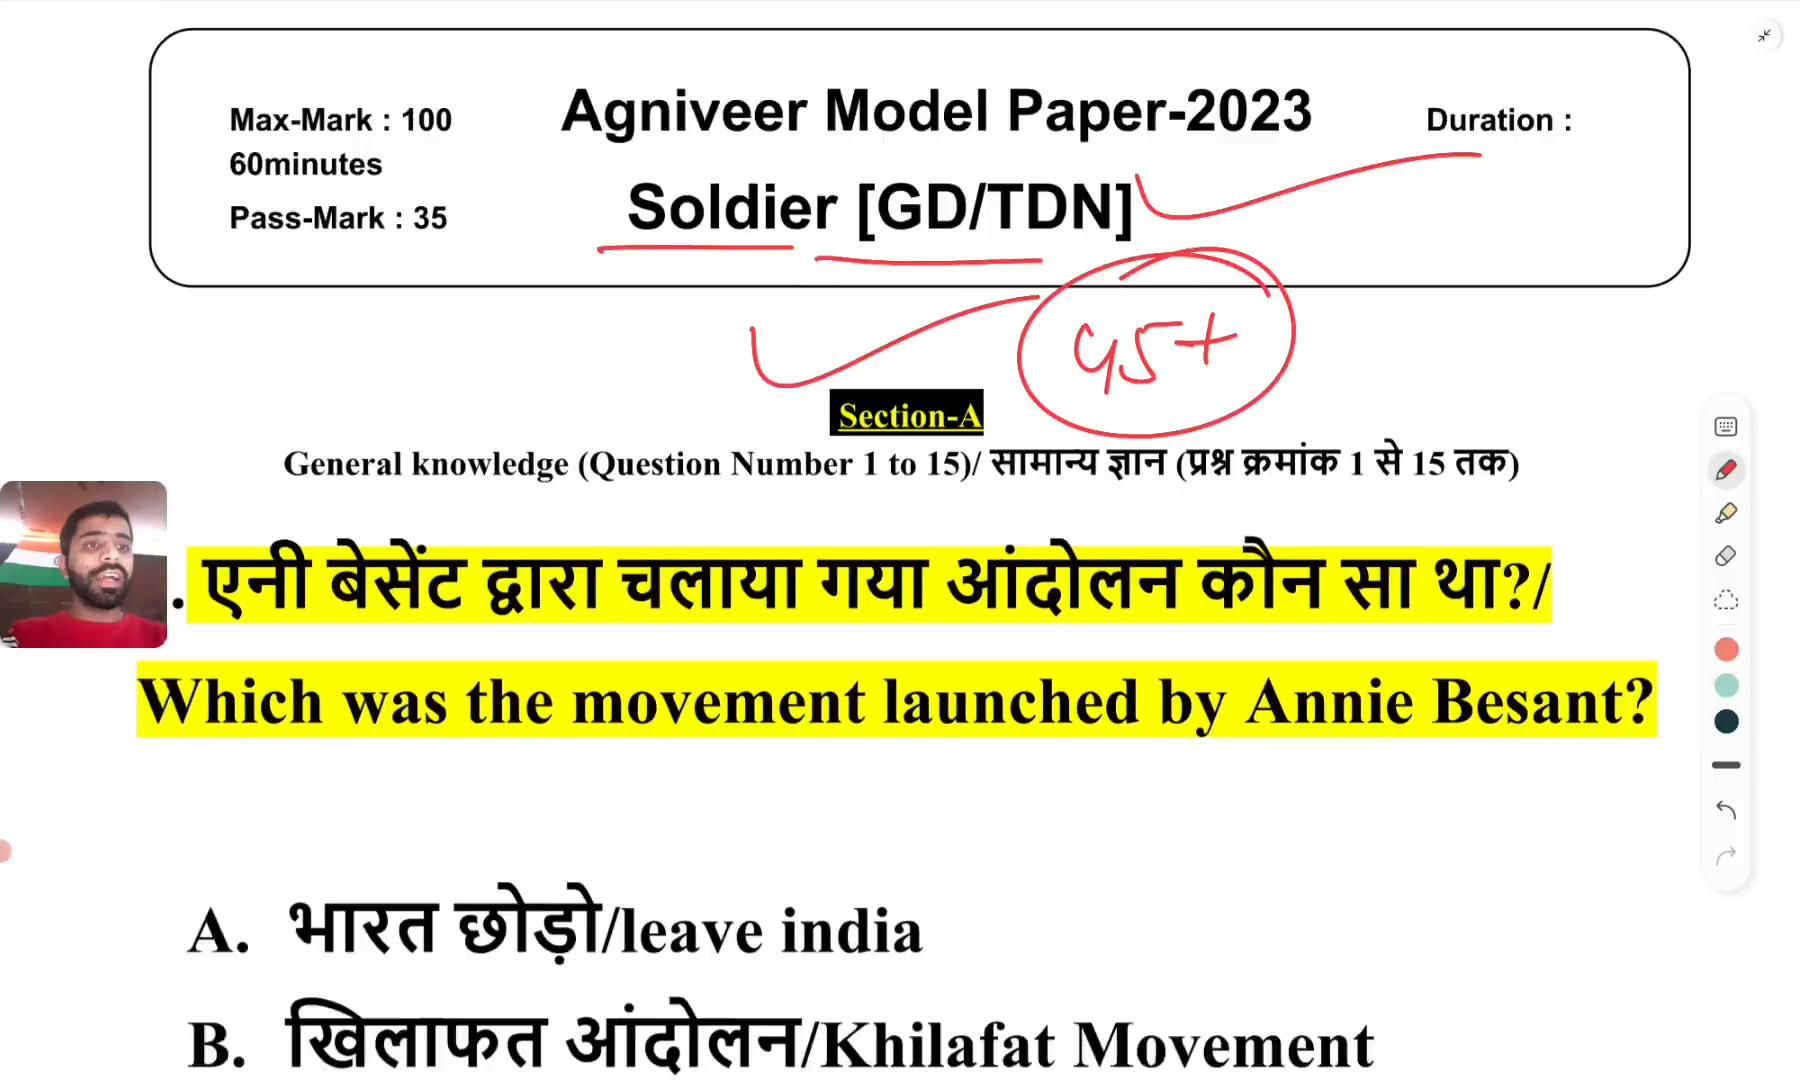 Max-Mark : 100 Agniveer Model Paper-2023 Duration :
60minutes
Pass-Mark : 35 Soldier [GD/TDN]
95+
Section-A
General knowledge (Question Number 1 to 15)/ सामान्य ज्ञान (प्रश्न क्रमांक 1 से 15 तक)
. एनी बेसेंट द्वारा चलाया गया आंदोलन कौन सा था?/
Which was the movement launched by Annie Besant?
A. भारत छोड़ो/leave india
B. खिलाफत आंदोलन/Khilafat Movement